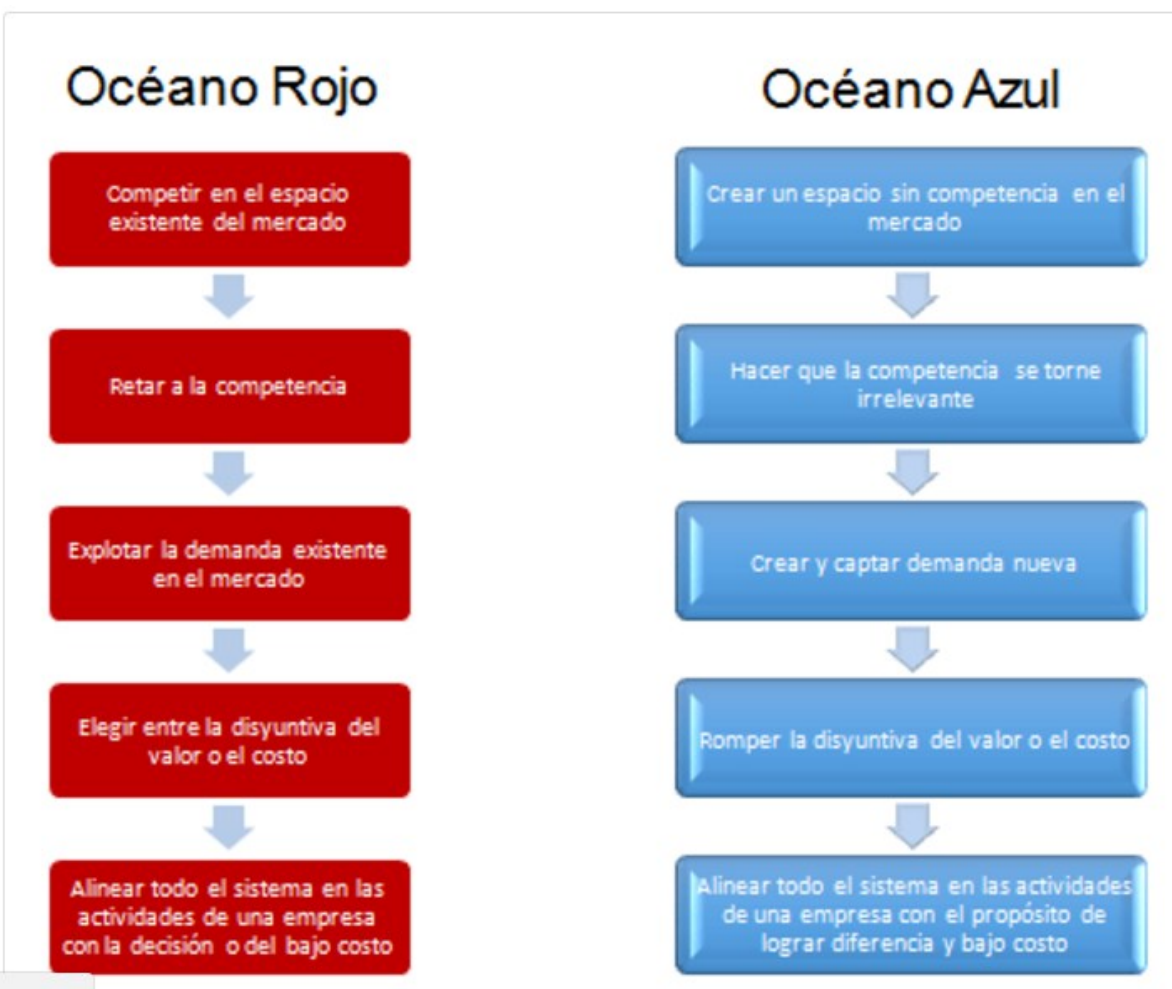 Océano Rojo
Competir en el espacio
existente del mercado
Retar a la competencia
Explotar la demanda existente
en el mercado
Elegir entre la disyuntiva del
valor o el costo
Alinear todo el sistema en las
actividades de una empresa
con la decisión o del bajo costo
Océano Azul
Crear un espacio sin competencia en el
mercado
Hacer que la competencia se torne
irrelevante
Crear y captar demanda nueva
Romper la disyuntiva del valor o el costo
Alinear todo el sistema en las actividades
de una empresa con el propósito de
lograr diferencia y bajo costo